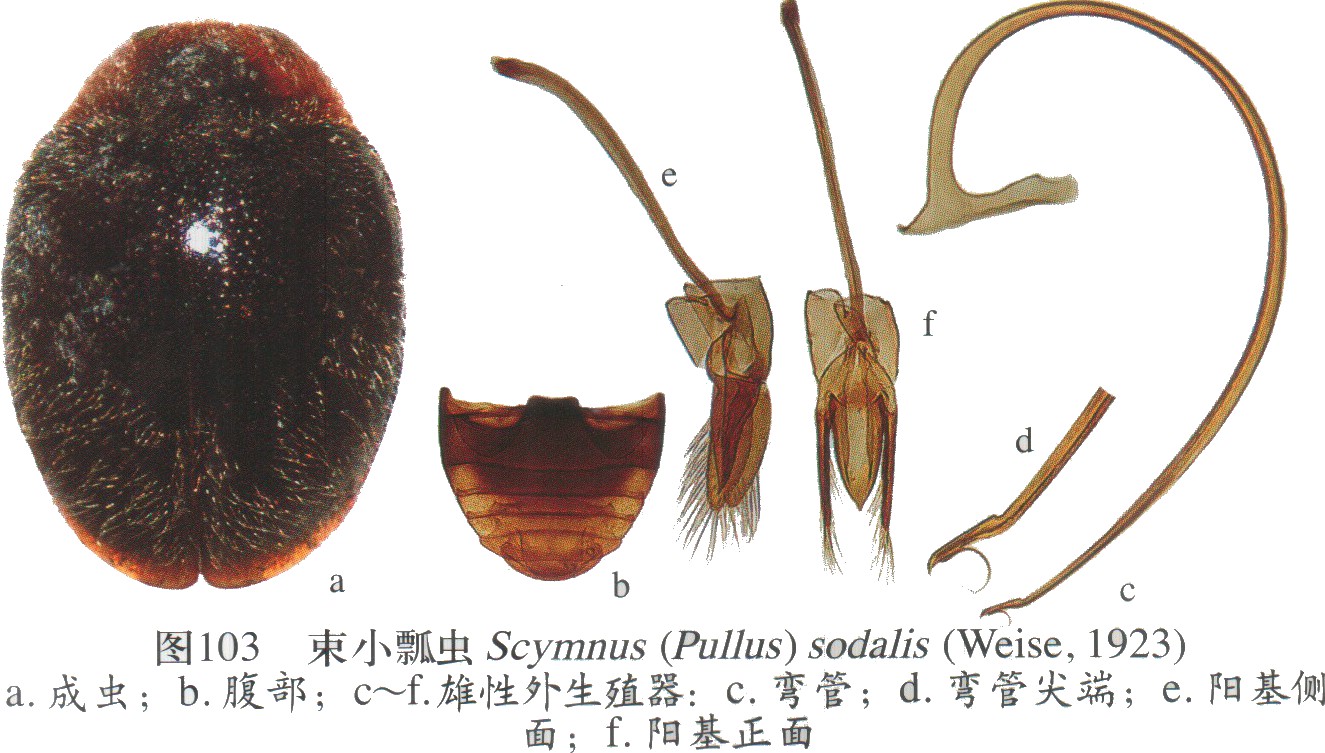 e
f
d
a
b
c
图103 束小瓢虫 Scymnus (Pullus) sodalis (Weise, 1923)
a. 成虫；b. 腹部；c～f.雄性外生殖器：c. 弯管；d. 弯管尖端；e. 阳基侧
面；f. 阳基正面